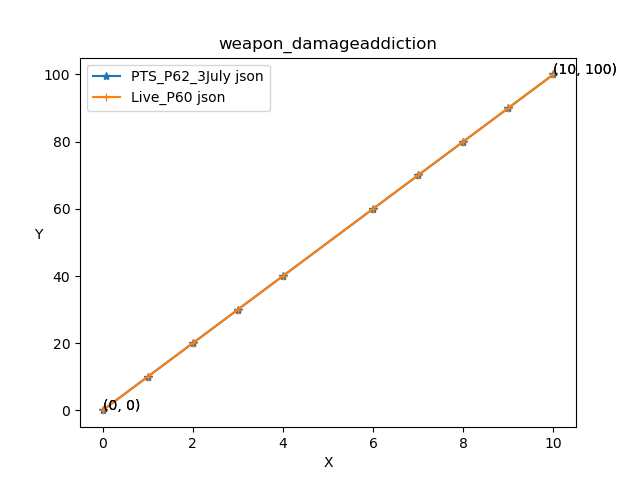 weapon_damageaddiction
PTS_P62_3July json
Live_P60 json
(10, 100)
100
80
60
Y
40
20
0
(0, 0)
0 2 4 6 8 10
X